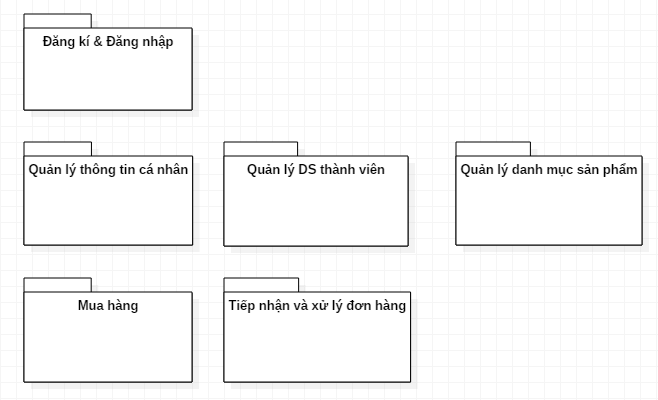 Đăng kí & Đăng nhập
Quản lý thông tin cá nhân
Quản lý DS thành viên
Quản lý danh mục sản phẩm
Mua hàng
Tiếp nhận và xử lý đơn hàng